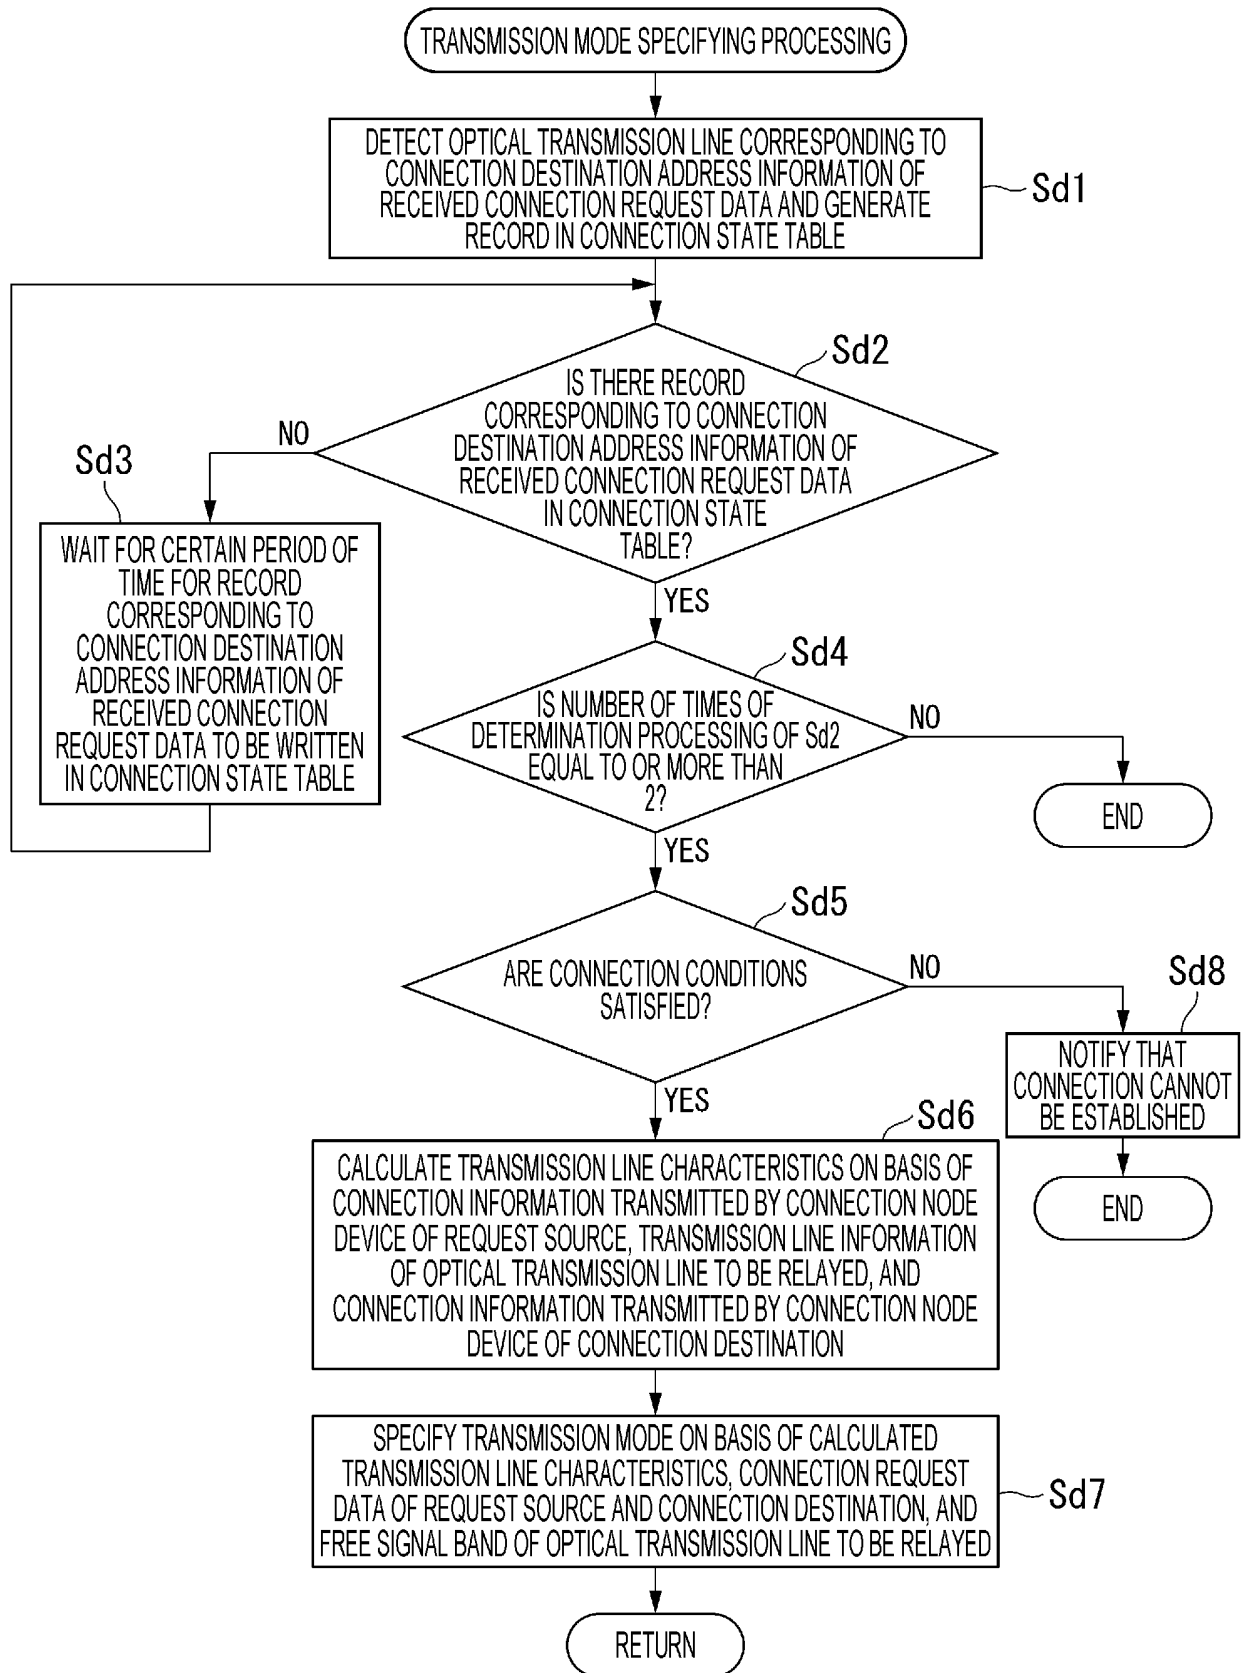 TRANSMISSION MODE SPECIFYING PROCESSING
DETECT OPTICAL TRANSMISSION LINE CORRESPONDING TO
CONNECTION DESTINATION ADDRESS INFORMATION OF
RECEIVED CONNECTION REQUEST DATA AND GENERATE
RECORD IN CONNECTION STATE TABLE
Sd1
Sd2
IS THERE RECORD
CORRESPONDING TO CONNECTION
DESTINATION ADDRESS INFORMATION OF
RECEIVED CONNECTION REQUEST DATA
IN CONNECTION STATE
TABLE?
NO
YES
Sd3
WAIT FOR CERTAIN PERIOD OF
TIME FOR RECORD
CORRESPONDING TO
CONNECTION DESTINATION
ADDRESS INFORMATION OF
RECEIVED CONNECTION
REQUEST DATA TO BE WRITTEN
IN CONNECTION STATE TABLE
Sd4
IS NUMBER OF TIMES OF
DETERMINATION PROCESSING OF Sd2
EQUAL TO OR MORE THAN
2?
NO
END
YES
Sd5
ARE CONNECTION CONDITIONS
SATISFIED?
NO
Sd8
NOTIFY THAT
CONNECTION CANNOT
BE ESTABLISHED
END
YES
Sd6
CALCULATE TRANSMISSION LINE CHARACTERISTICS ON BASIS OF
CONNECTION INFORMATION TRANSMITTED BY CONNECTION NODE
DEVICE OF REQUEST SOURCE, TRANSMISSION LINE INFORMATION
OF OPTICAL TRANSMISSION LINE TO BE RELAYED, AND
CONNECTION INFORMATION TRANSMITTED BY CONNECTION NODE
DEVICE OF CONNECTION DESTINATION
SPECIFY TRANSMISSION MODE ON BASIS OF CALCULATED
TRANSMISSION LINE CHARACTERISTICS, CONNECTION REQUEST
DATA OF REQUEST SOURCE AND CONNECTION DESTINATION, AND
FREE SIGNAL BAND OF OPTICAL TRANSMISSION LINE TO BE RELAYED
Sd7
RETURN